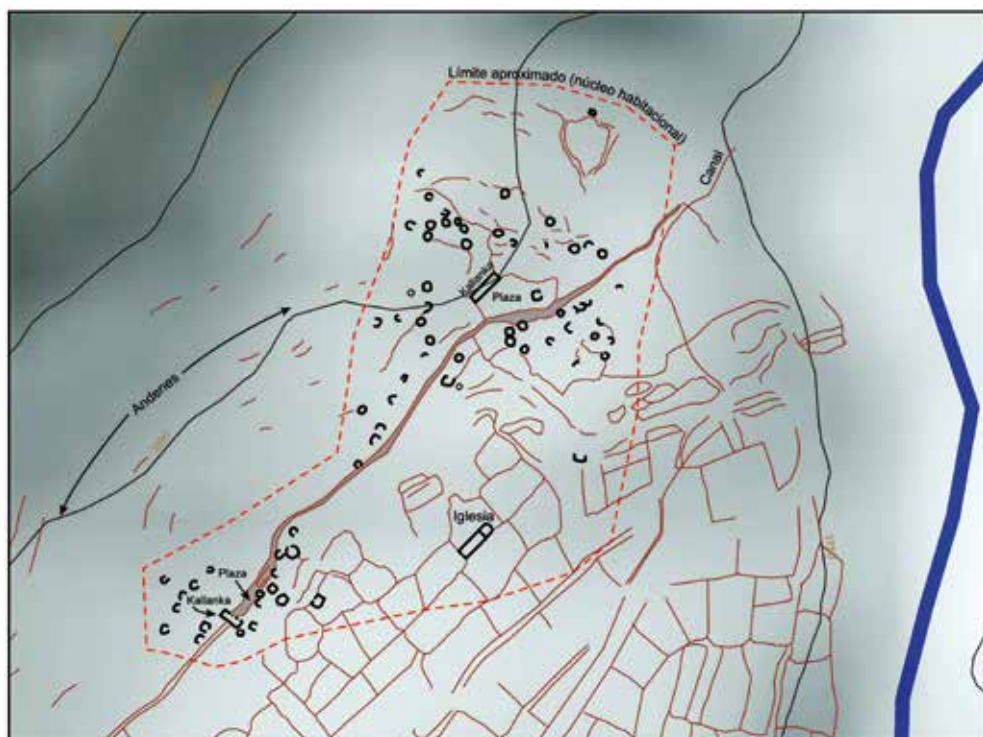 Límite aproximado (núcleo habitacional)
Canal
Kallanka
Plaza
Andenes
Iglesia
Plaza
Kallanka